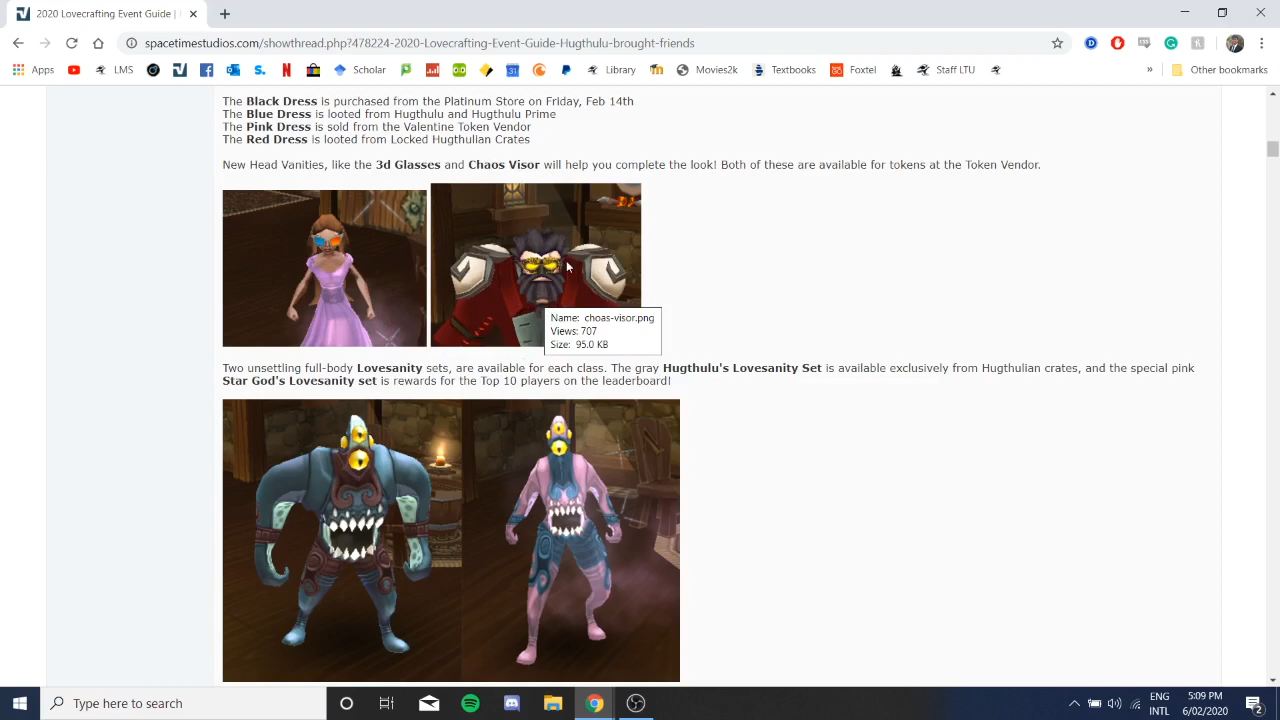 2020 Lovecrafting Event Guide |
spacetimestudios.com/showthread.php?478224-2020-Lovecrafting-Event-Guide-Hugthulu-brought-friends
Apps LMS Scholar Library Movies2k Textbooks Foxtel Staff LTU » Other bookmarks
The Black Dress is purchased from the Platinum Store on Friday, Feb 14th
The Blue Dress is looted from Hugthulu and Hugthulu Prime
The Pink Dress is sold from the Valentine Token Vendor
The Red Dress is looted from Locked Hugthulian Crates
New Head Vanities, like the 3d Glasses and Chaos Visor will help you complete the look! Both of these are available for tokens at the Token Vendor.
Name: choas-visor.png
Views: 707
Size: 95.0 KB
Two unsettling full-body Lovesanity sets, are available for each class. The gray Hugthulu's Lovesanity Set is available exclusively from Hugthulian crates, and the special pink
Star God's Lovesanity set is rewards for the Top 10 players on the leaderboard!
Type here to search
ENG
INTL
5:09 PM
6/02/2020
2